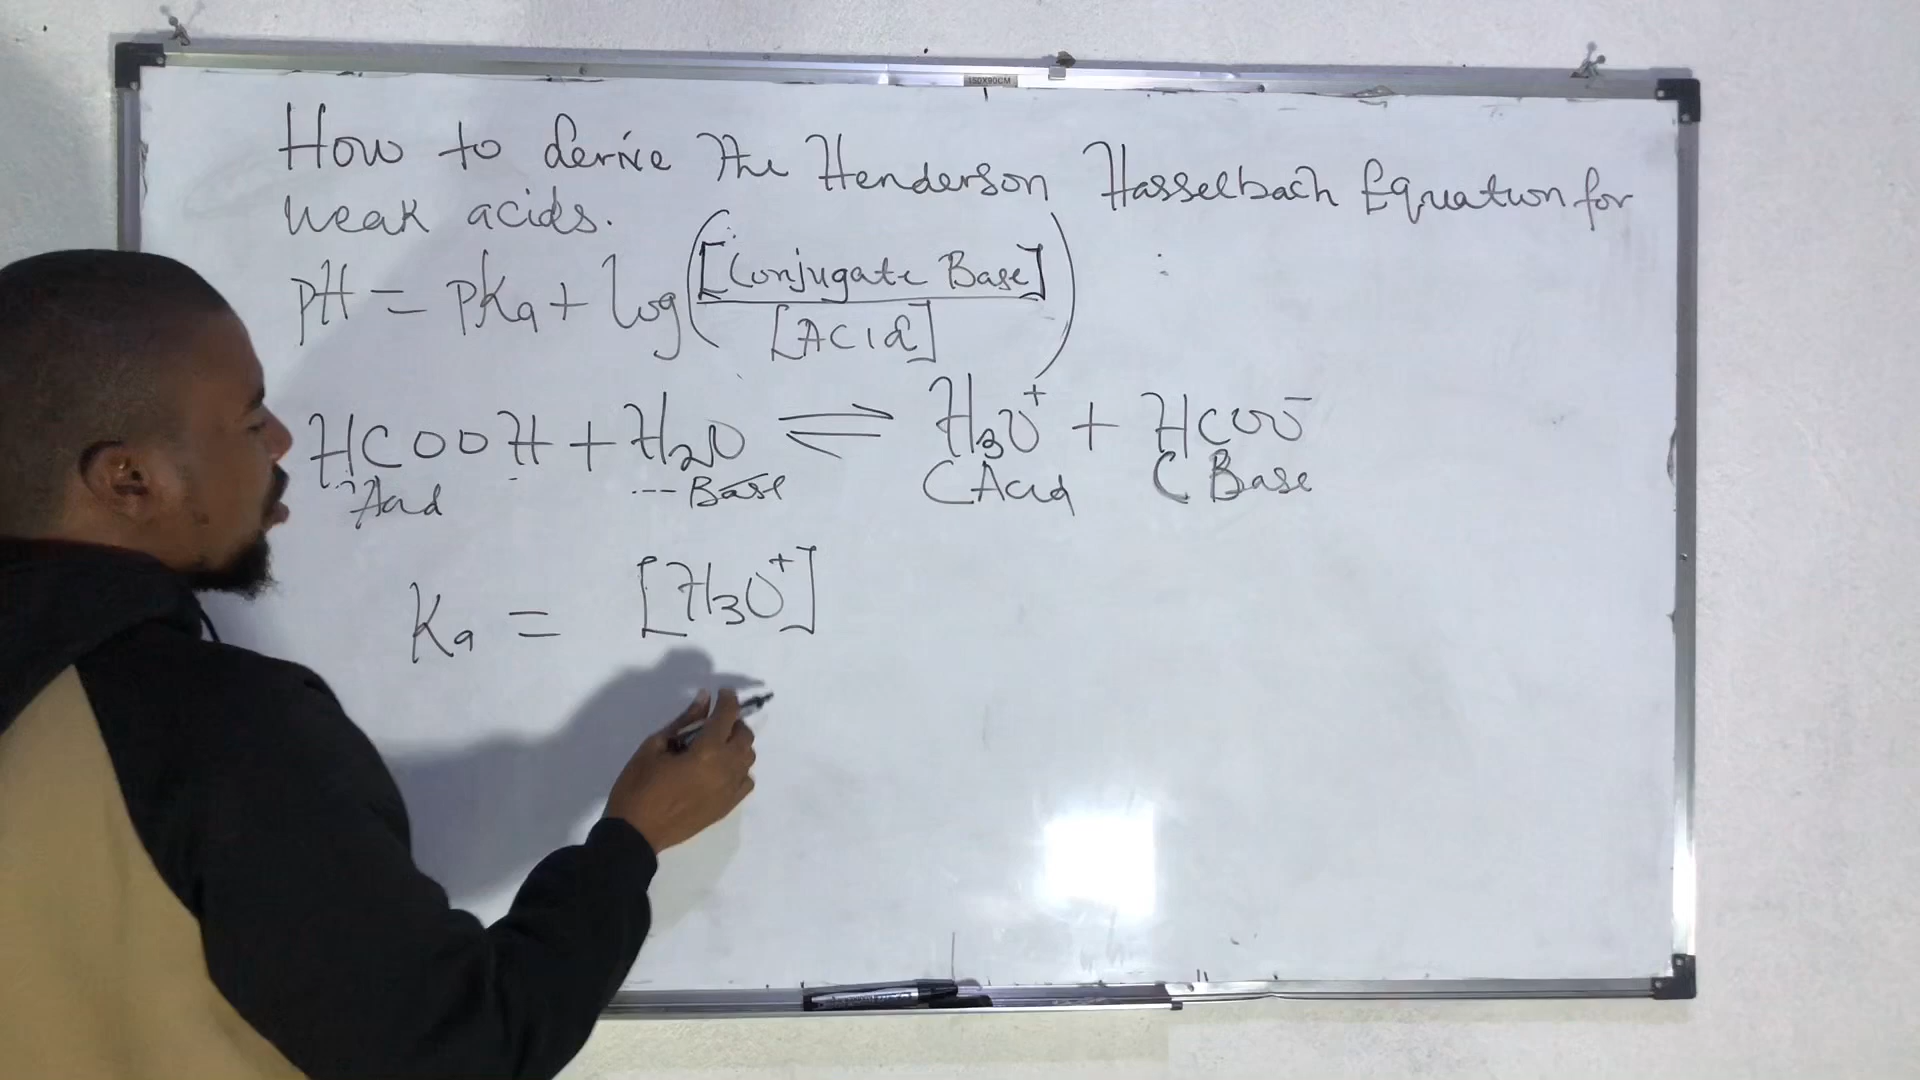 150X90CM
How to derive The Henderson Hasselbach Equation for
weak acids.
pH = pKa + log([Conjugate Base]/[Acid])
HCOOH + H₂O ⇌ H₃O⁺ + HCOO⁻
Acid --- Base C Acid C Base
Ka = [H₃O⁺]